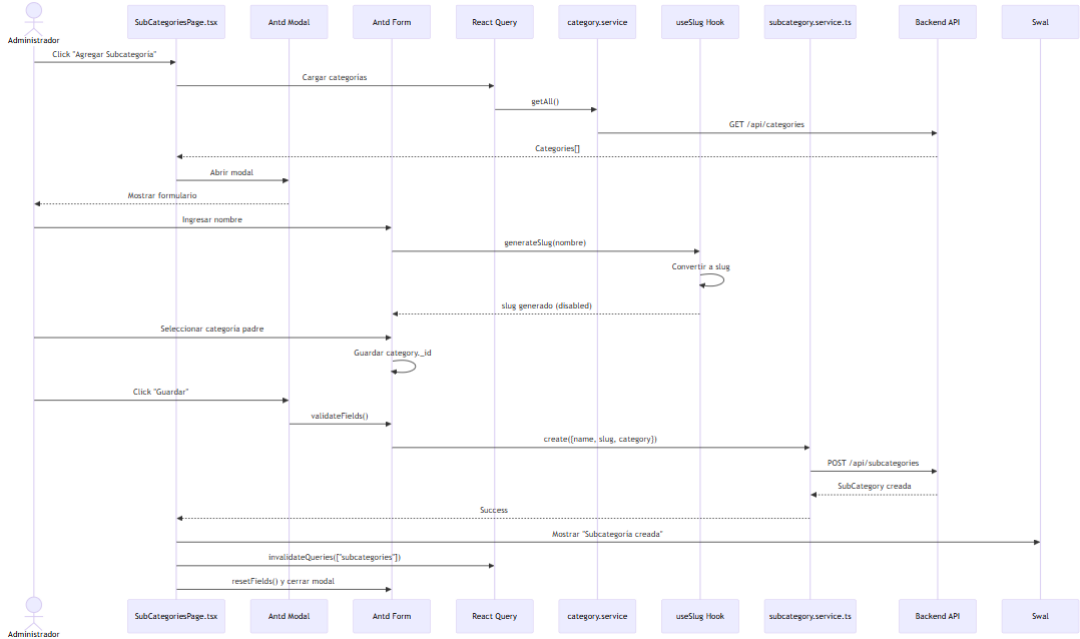 SubCategoriesPage.tsx
Antd Modal
Antd Form
React Query
category.service
useSlug Hook
subcategory.service.ts
Backend API
Swal
Administrador
Click "Agregar Subcategoría"
Cargar categorías
getAll()
GET /api/categories
Categories[]
Abrir modal
Mostrar formulario
Ingresar nombre
generateSlug(nombre)
Convertir a slug
slug generado (disabled)
Seleccionar categoría padre
Guardar category._id
Click "Guardar"
validateFields()
create({name, slug, category})
POST /api/subcategories
SubCategory creada
Success
Mostrar "Subcategoría creada"
invalidateQueries(["subcategories"])
resetFields() y cerrar modal
SubCategoriesPage.tsx
Antd Modal
Antd Form
React Query
category.service
useSlug Hook
subcategory.service.ts
Backend API
Swal
Administrador